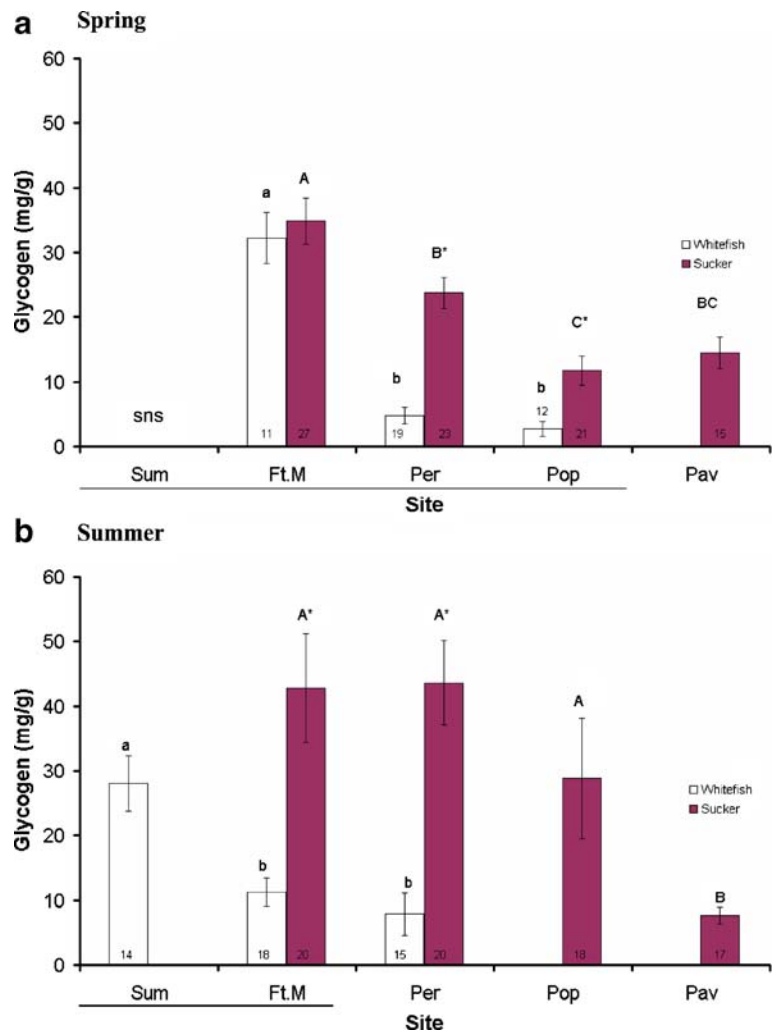 a Spring
60
50
40
30
20
10
0
Glycogen (mg/g)
sns
a
A
b
B*
b
C*
BC
11
27
19
23
12
21
15
Whitefish
Sucker
Sum Ft.M Per Pop Pav
Site
b Summer
60
50
40
30
20
10
0
Glycogen (mg/g)
a
b
A*
b
A*
A
B
14
18
20
15
20
18
17
Whitefish
Sucker
Sum Ft.M Per Pop Pav
Site